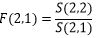 F(2,1) = S(2,2) / S(2,1)